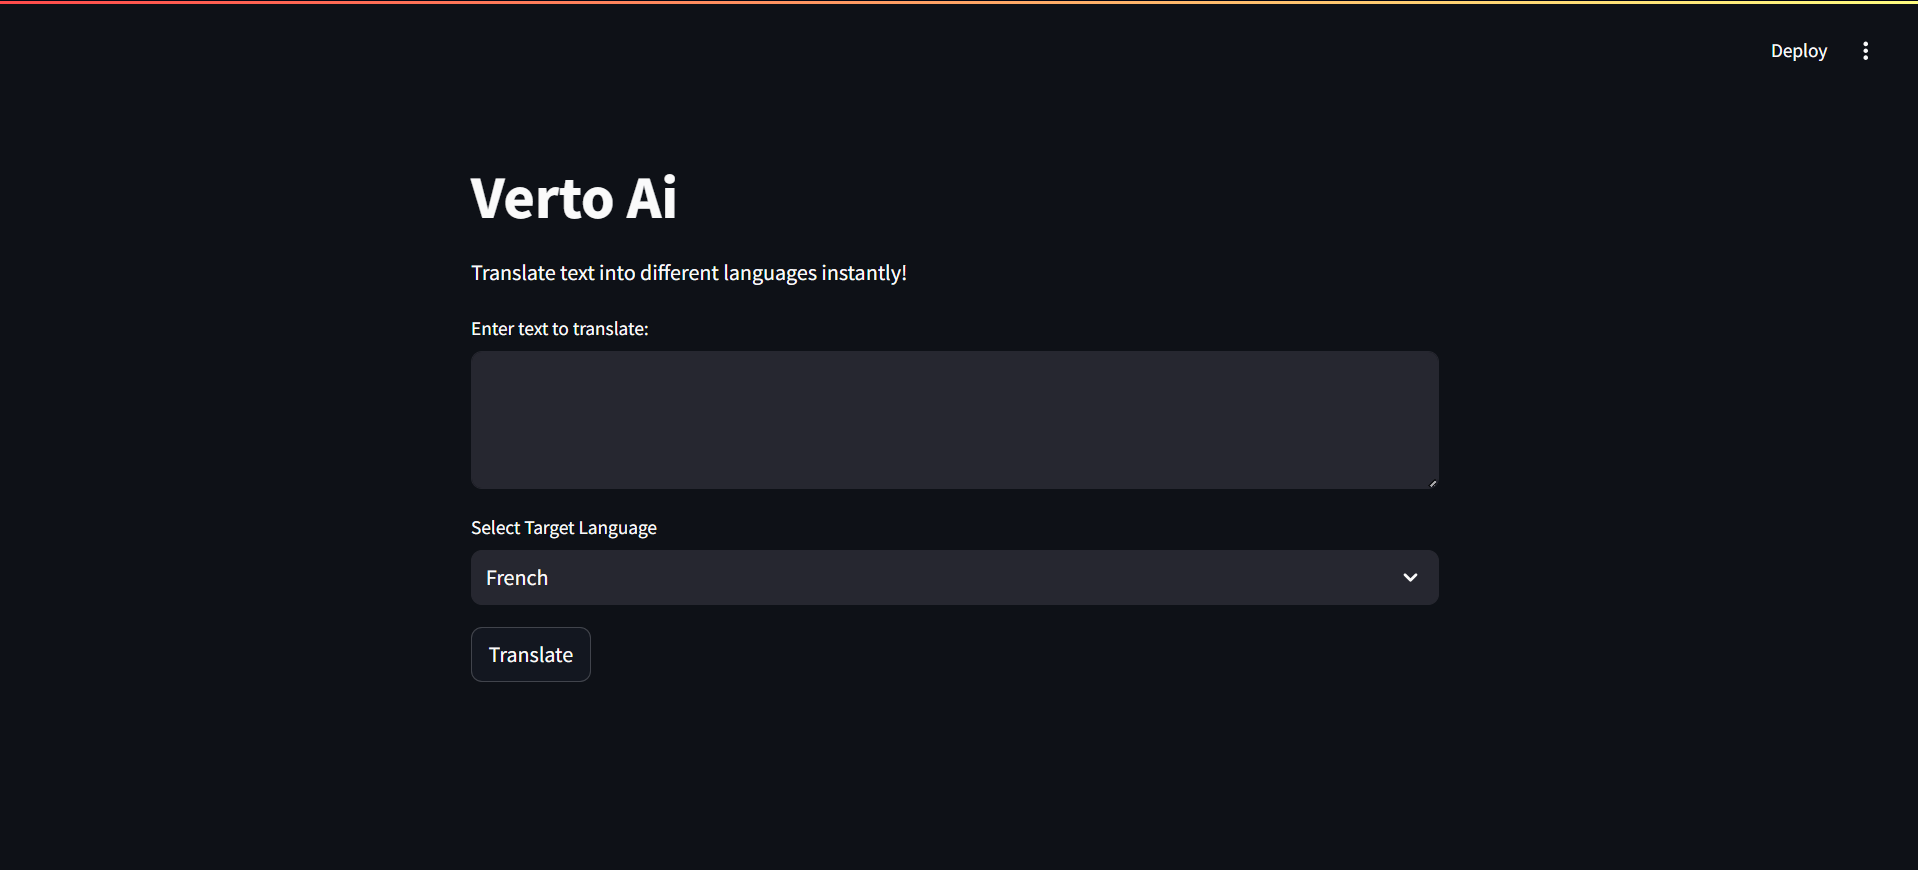 Deploy
Verto Ai
Translate text into different languages instantly!
Enter text to translate:
Select Target Language
French
Translate